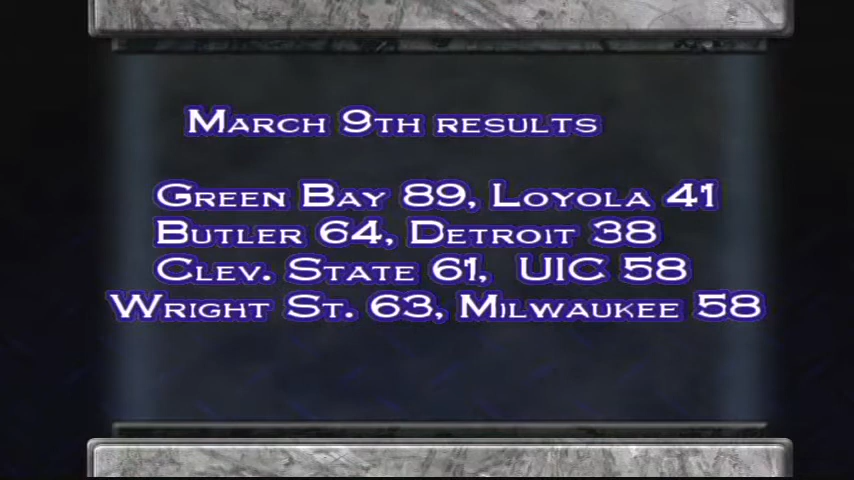 March 9th results
Green Bay 89, Loyola 41
Butler 64, Detroit 38
Clev. State 61, UIC 58
Wright St. 63, Milwaukee 58